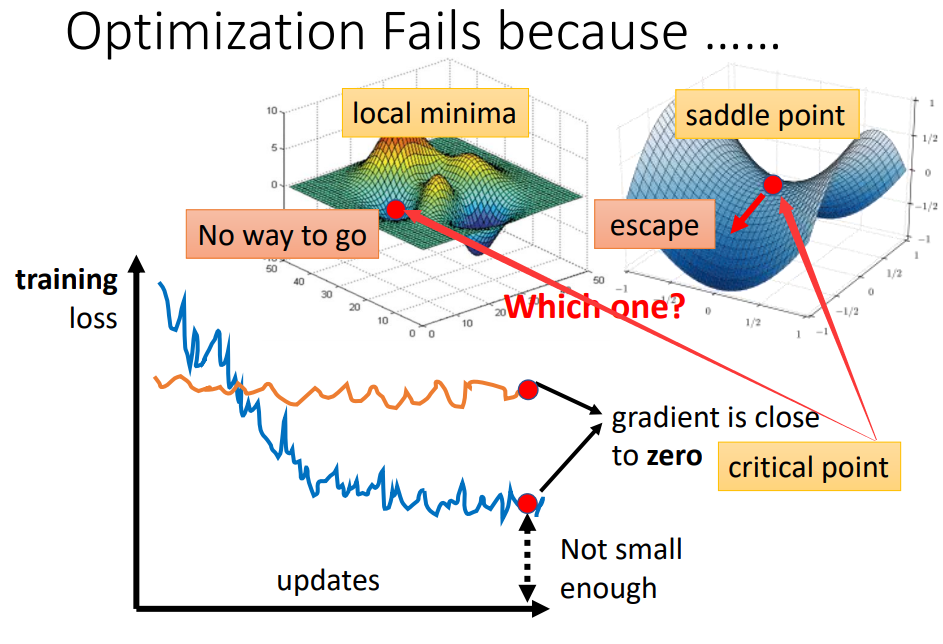 Optimization Fails because ……
local minima
saddle point
No way to go
escape
10
5
0
50
40
30
20
10
0
0
10
20
50
1
1/2
0
−1/2
−1
−1
−1/2
0
1/2
1
1
1/2
0
−1/2
−1
Which one?
training
loss
gradient is close
to zero
critical point
Not small
enough
updates